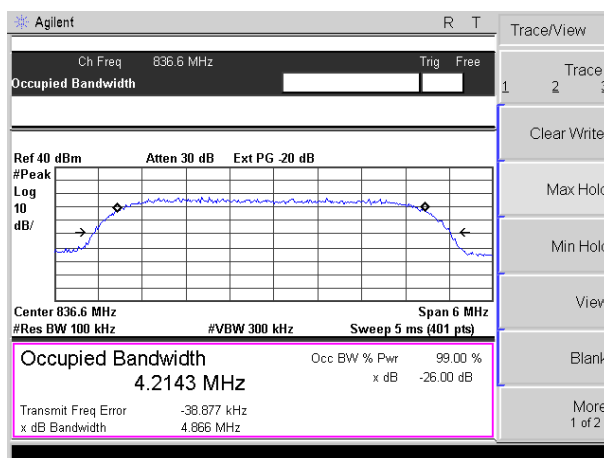 Agilent R T Trace/View
Ch Freq 836.6 MHz Trig Free
Occupied Bandwidth
Trace
1 2 3
Clear Write
Ref 40 dBm Atten 30 dB Ext PG -20 dB
#Peak
Log
10
dB/
Max Hold
Min Hold
View
Center 836.6 MHz Span 6 MHz
#Res BW 100 kHz #VBW 300 kHz Sweep 5 ms (401 pts)
Occupied Bandwidth Occ BW % Pwr 99.00 %
4.2143 MHz x dB -26.00 dB
Blank
Transmit Freq Error -38.877 kHz
x dB Bandwidth 4.866 MHz
More
1 of 2